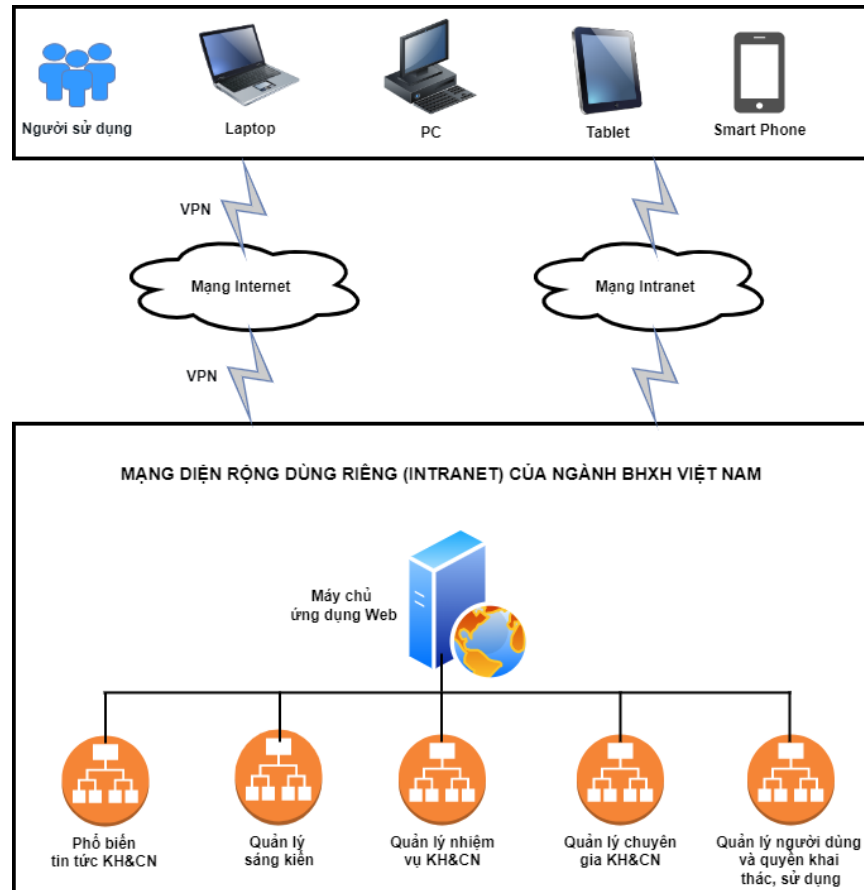 Người sử dụng
Laptop
PC
Tablet
Smart Phone
VPN
Mạng Internet
Mạng Intranet
VPN
MẠNG DIỆN RỘNG DÙNG RIÊNG (INTRANET) CỦA NGÀNH BHXH VIỆT NAM
Máy chủ
ứng dụng Web
Phổ biến
tin tức KH&CN
Quản lý
sáng kiến
Quản lý nhiệm
vụ KH&CN
Quản lý chuyên
gia KH&CN
Quản lý người dùng
và quyền khai
thác, sử dụng